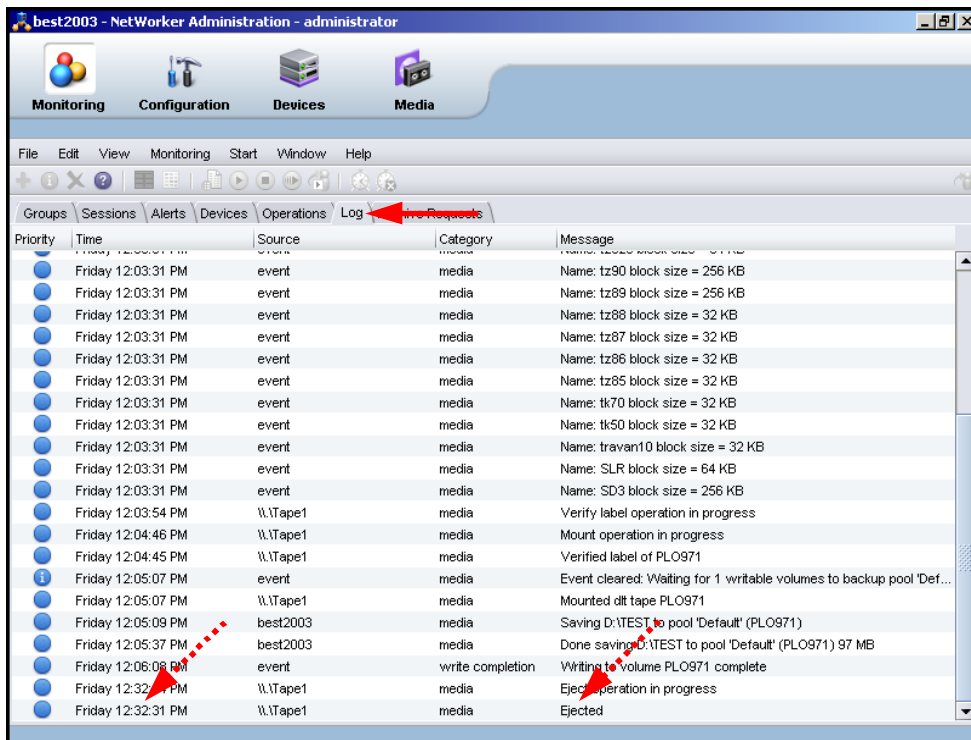 best2003 - NetWorker Administration - administrator
Monitoring Configuration Devices Media
File Edit View Monitoring Start Window Help
Groups Sessions Alerts Devices Operations Log Requests
Priority Time Source Category Message
Friday 12:03:31 PM event media Name: tz90 block size = 256 KB
Friday 12:03:31 PM event media Name: tz89 block size = 256 KB
Friday 12:03:31 PM event media Name: tz88 block size = 32 KB
Friday 12:03:31 PM event media Name: tz87 block size = 32 KB
Friday 12:03:31 PM event media Name: tz86 block size = 32 KB
Friday 12:03:31 PM event media Name: tz85 block size = 32 KB
Friday 12:03:31 PM event media Name: tk70 block size = 32 KB
Friday 12:03:31 PM event media Name: tk50 block size = 32 KB
Friday 12:03:31 PM event media Name: travan10 block size = 32 KB
Friday 12:03:31 PM event media Name: SLR block size = 64 KB
Friday 12:03:31 PM event media Name: SD3 block size = 256 KB
Friday 12:03:54 PM \\.\Tape1 media Verify label operation in progress
Friday 12:04:46 PM \\.\Tape1 media Mount operation in progress
Friday 12:04:45 PM \\.\Tape1 media Verified label of PLO971
Friday 12:05:07 PM event media Event cleared: Waiting for 1 writable volumes to backup pool 'Def...
Friday 12:05:07 PM \\.\Tape1 media Mounted dlt tape PLO971
Friday 12:05:09 PM best2003 media Saving D:\TEST to pool 'Default' (PLO971)
Friday 12:05:37 PM best2003 media Done saving D:\TEST to pool 'Default' (PLO971) 97 MB
Friday 12:06:08 PM event write completion Writing to volume PLO971 complete
Friday PM \\.\Tape1 media Eject operation in progress
Friday 12:32:31 PM \\.\Tape1 media Ejected